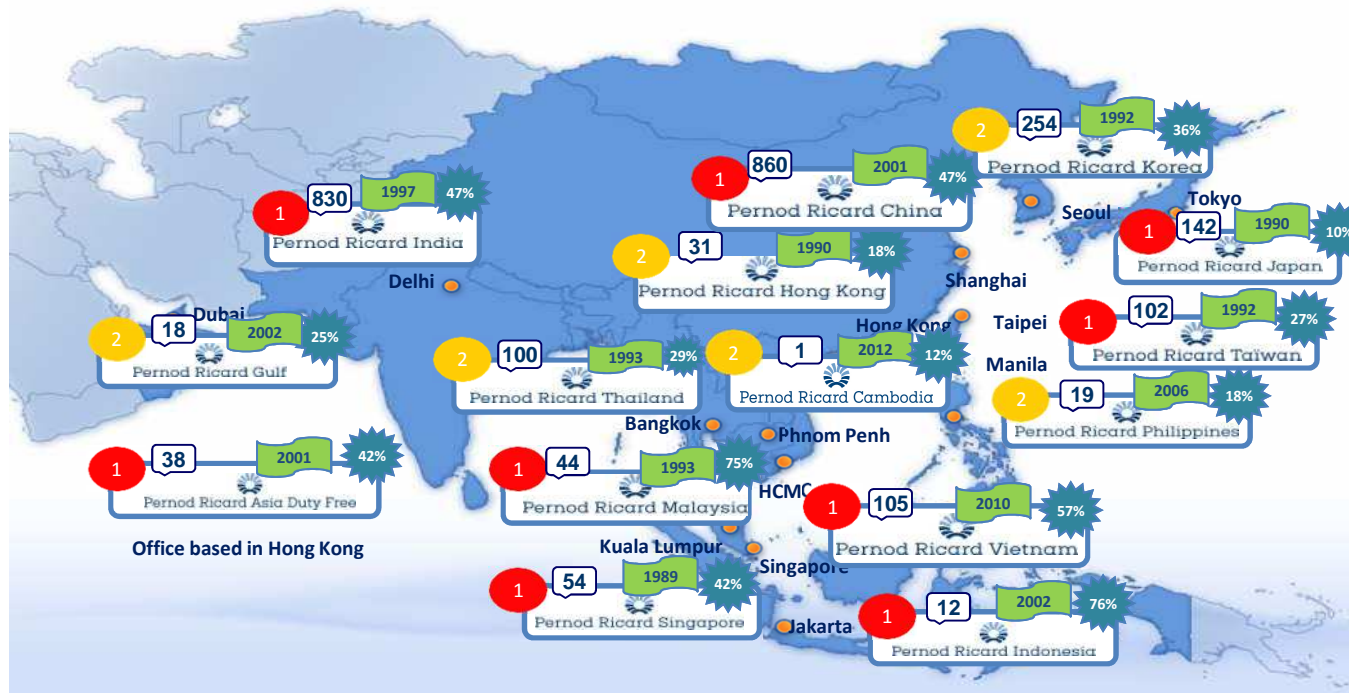 2 254 1992 36%
Pernod Ricard Korea
1 860 2001 47%
Pernod Ricard China
1 830 1997 47%
Pernod Ricard India
Tokyo
Seoul
1 142 1990 10%
Pernod Ricard Japan
2 31 1990 18%
Pernod Ricard Hong Kong
Delhi
Shanghai
Dubai
2 18 2002 25%
Pernod Ricard Gulf
Hong Kong
Taipei
1 102 1992 27%
Pernod Ricard Taïwan
2 100 1993 29%
Pernod Ricard Thailand
2 1 2012 12%
Pernod Ricard Cambodia
Manila
2 19 2006 18%
Pernod Ricard Philippines
Bangkok
Phnom Penh
1 38 2001 42%
Pernod Ricard Asia Duty Free
Office based in Hong Kong
1 44 1993 75%
Pernod Ricard Malaysia
HCMC
1 105 2010 57%
Pernod Ricard Vietnam
Kuala Lumpur
Singapore
1 54 1989 42%
Pernod Ricard Singapore
Jakarta
1 12 2002 76%
Pernod Ricard Indonesia